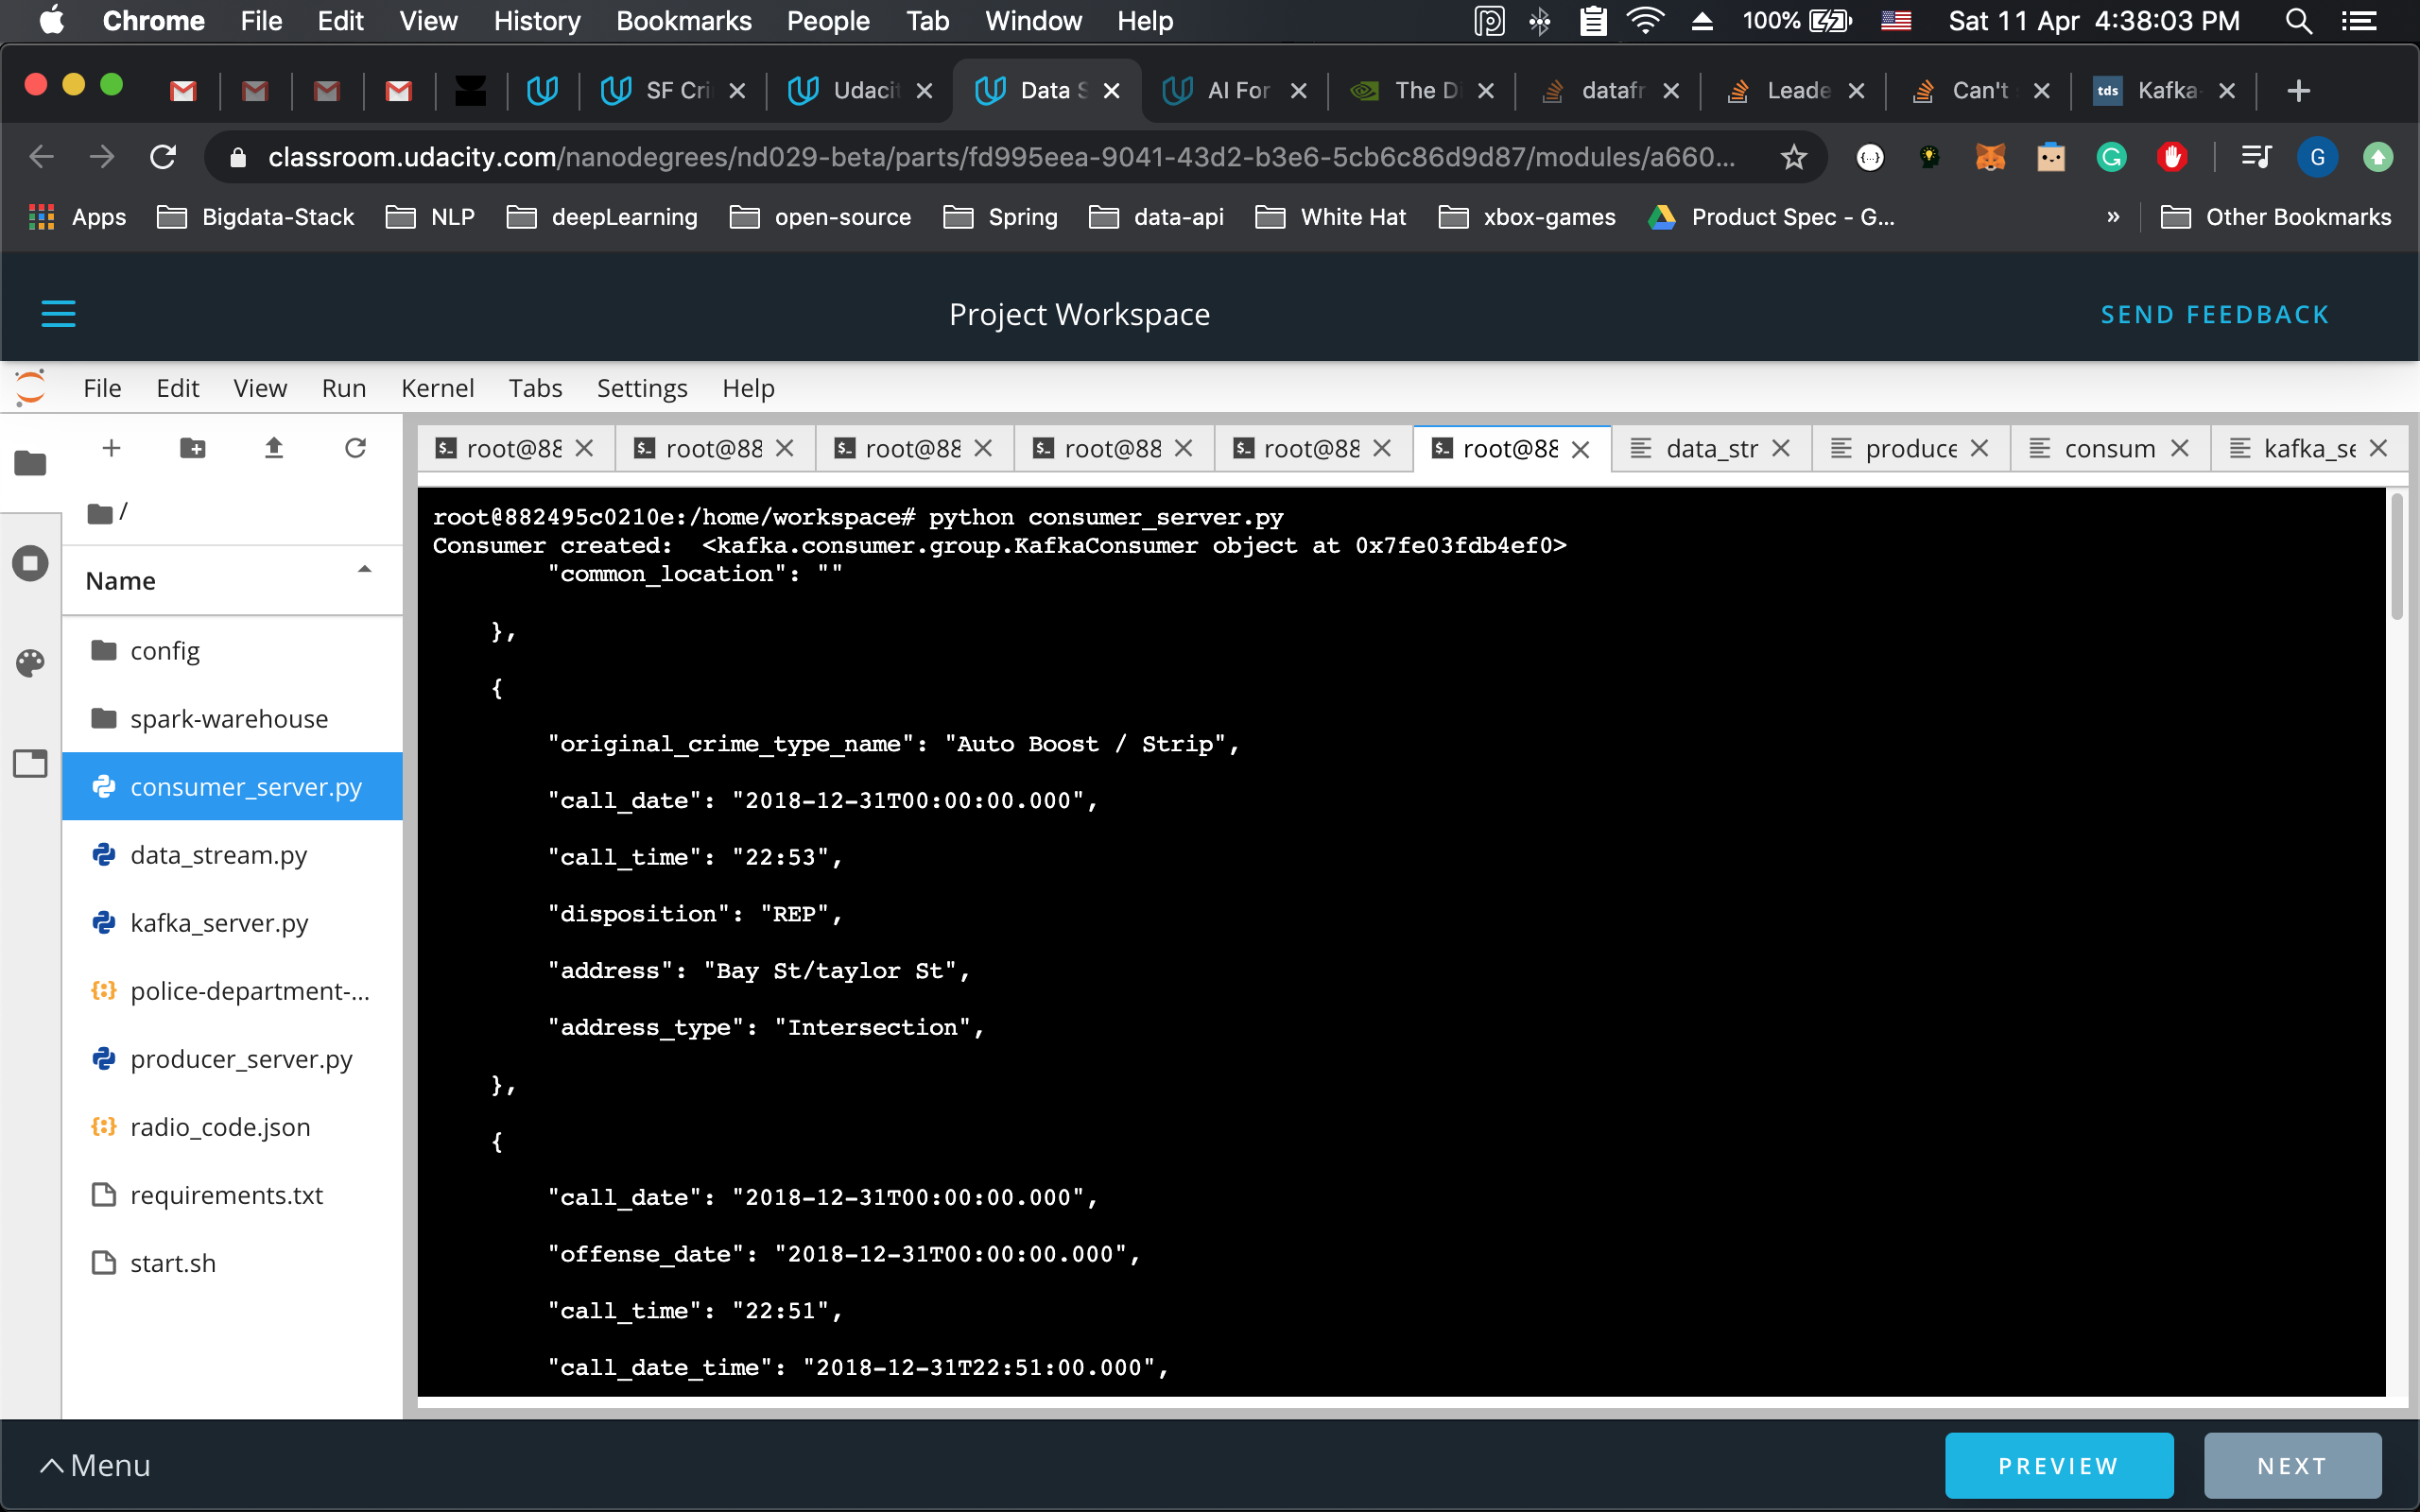 Chrome File Edit View History Bookmarks People Tab Window Help 100% Sat 11 Apr 4:38:03 PM
SF Cri Udaci Data S AI For The Di datafr Leade Can't tds Kafka-
classroom.udacity.com/nanodegrees/nd029-beta/parts/fd995eea-9041-43d2-b3e6-5cb6c86d9d87/modules/a660... G
Apps Bigdata-Stack NLP deepLearning open-source Spring data-api White Hat xbox-games Product Spec - G... » Other Bookmarks
Project Workspace SEND FEEDBACK
File Edit View Run Kernel Tabs Settings Help
root@88 root@88 root@88 root@88 root@88 root@88 data_str produce consum kafka_se
/
Name
config
spark-warehouse
consumer_server.py
data_stream.py
kafka_server.py
police-department-...
producer_server.py
radio_code.json
requirements.txt
start.sh
root@882495c0210e:/home/workspace# python consumer_server.py
Consumer created:  <kafka.consumer.group.KafkaConsumer object at 0x7fe03fdb4ef0>
"common_location": ""
},
{
"original_crime_type_name": "Auto Boost / Strip",
"call_date": "2018-12-31T00:00:00.000",
"call_time": "22:53",
"disposition": "REP",
"address": "Bay St/taylor St",
"address_type": "Intersection",
},
{
"call_date": "2018-12-31T00:00:00.000",
"offense_date": "2018-12-31T00:00:00.000",
"call_time": "22:51",
"call_date_time": "2018-12-31T22:51:00.000",
Menu PREVIEW NEXT